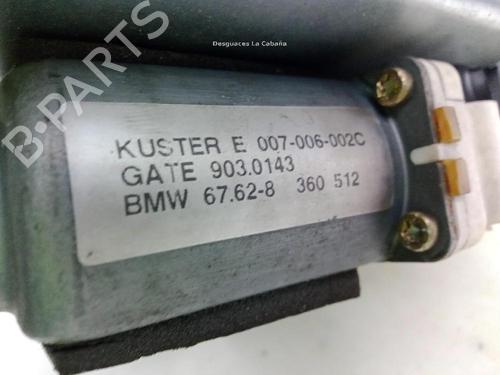 Desguaces La Cabaña
B-PARTS
KUSTER E 007-006-002C
GATE 903.0143
BMW 67.62-8 360 512